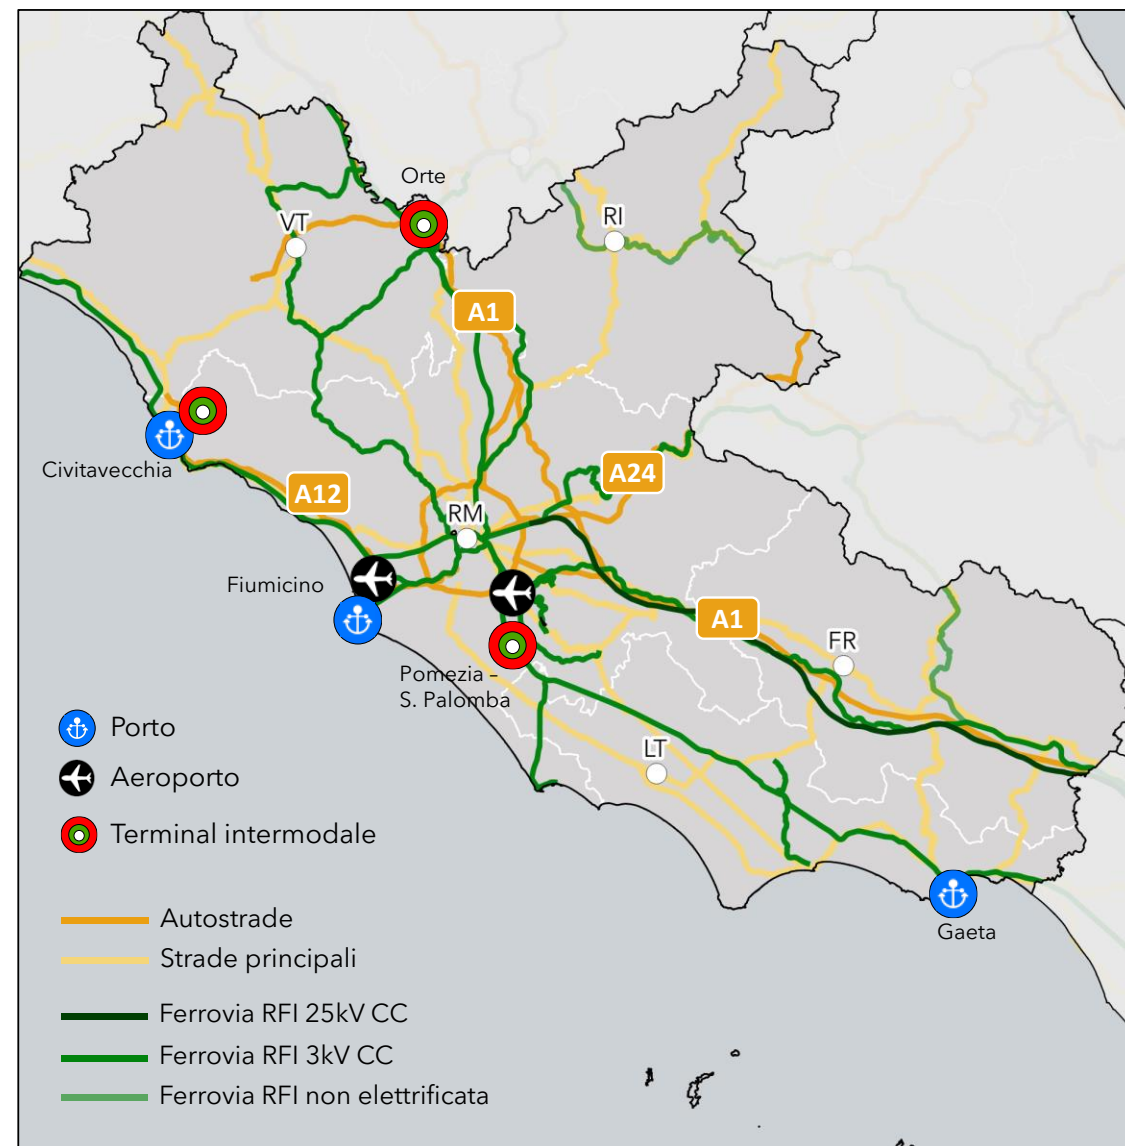 Orte
VT
RI
A1
A24
Civitavecchia
A12
RM
Fiumicino
A1
FR
Pomezia –
S. Palomba
LT
Porto
Aeroporto
Terminal intermodale
Gaeta
Autostrade
Strade principali
Ferrovia RFI 25kV CC
Ferrovia RFI 3kV CC
Ferrovia RFI non elettrificata